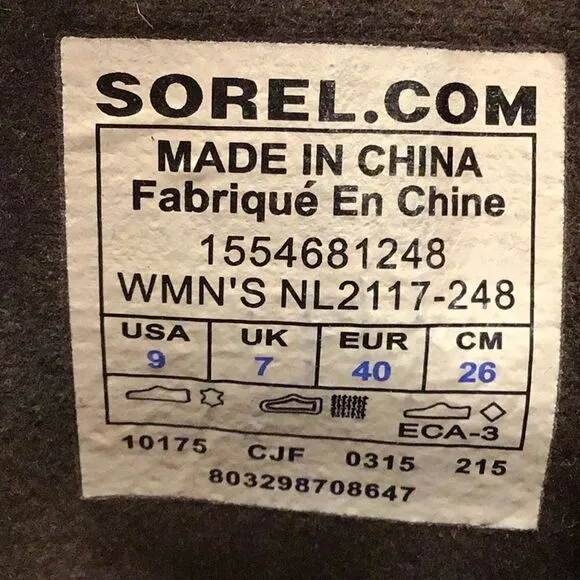 SOREL.COM
MADE IN CHINA
Fabriqué En Chine
1554681248
WMN'S NL2117-248
USA UK EUR CM
9 7 40 26
ECA-3
10175 CJF 0315 215
803298708647